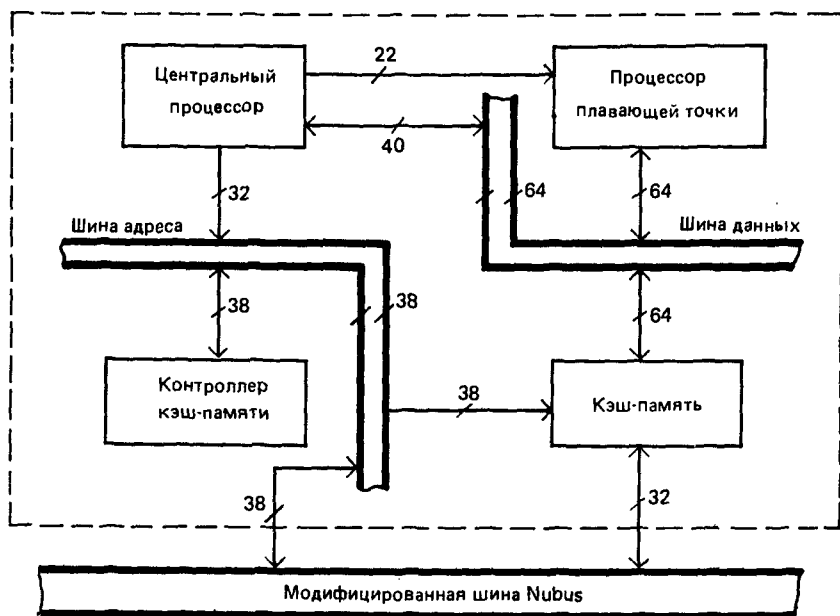 Центральный
процессор
22
Процессор
плавающей точки
40
32
64
64
Шина адреса
Шина данных
38
38
64
Контроллер
кэш-памяти
38
Кэш-память
38
32
Модифицированная шина Nubus